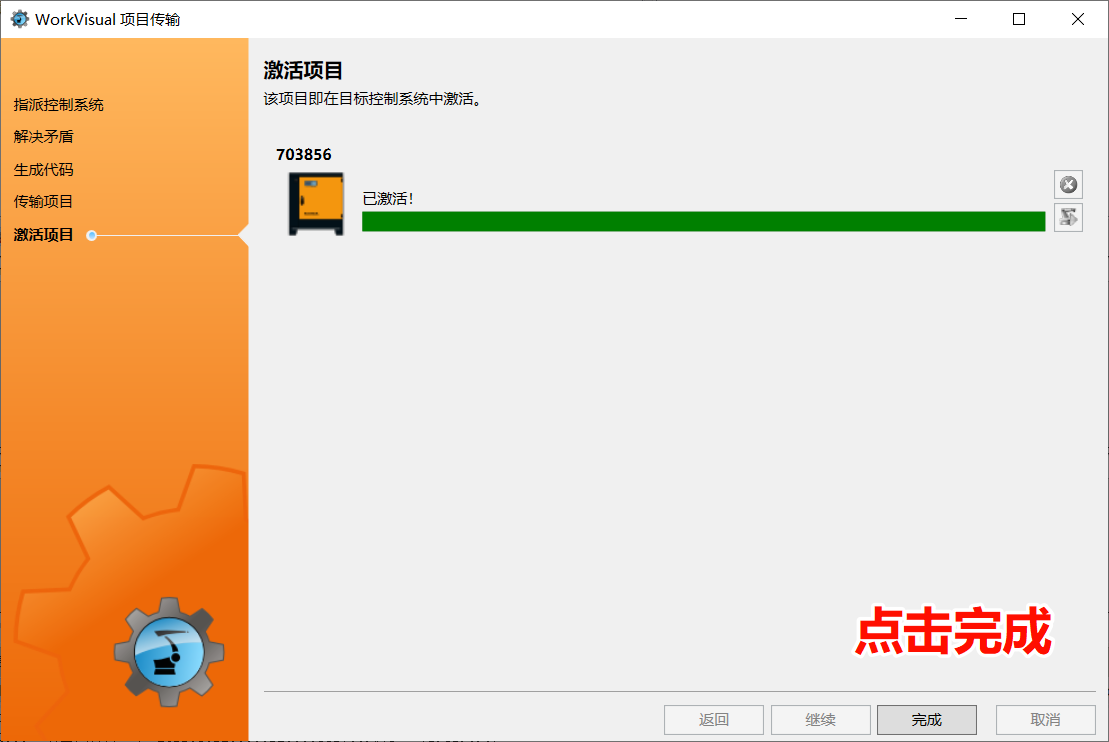 WorkVisual 项目传输
指派控制系统
解决矛盾
生成代码
传输项目
激活项目
激活项目
该项目即在目标控制系统中激活。
703856
已激活！
点击完成
返回
继续
完成
取消